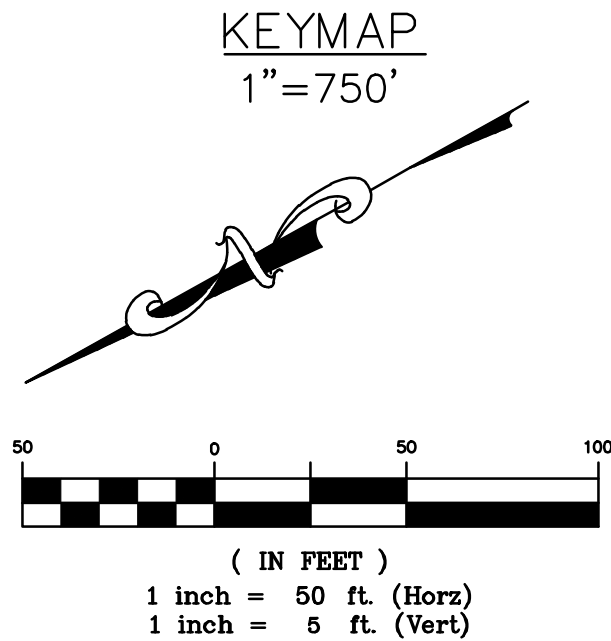 KEYMAP
1"=750'
N
50 0 50 100
( IN FEET )
1 inch = 50 ft. (Horz)
1 inch = 5 ft. (Vert)